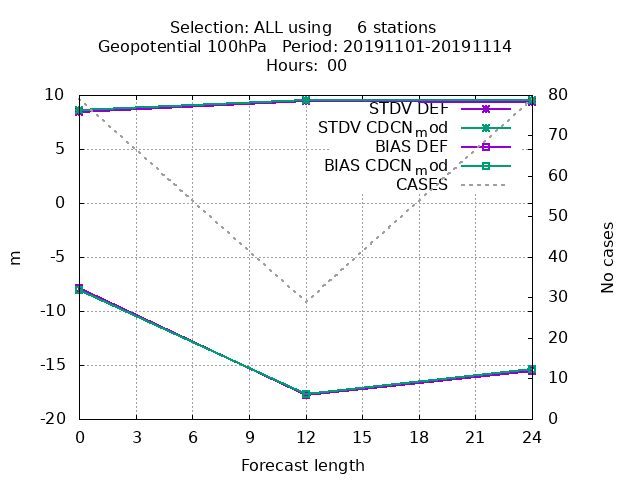 Selection: ALL using     6 stations
Geopotential 100hPa   Period: 20191101-20191114
Hours:  00
10 80
STDV DEF
STDV CDCN_mod
BIAS DEF
BIAS CDCN_mod
CASES
5 70
0 60
-5 50
-10 40
-15 30
-20 20
10
0
m
No cases
0 3 6 9 12 15 18 21 24
Forecast length